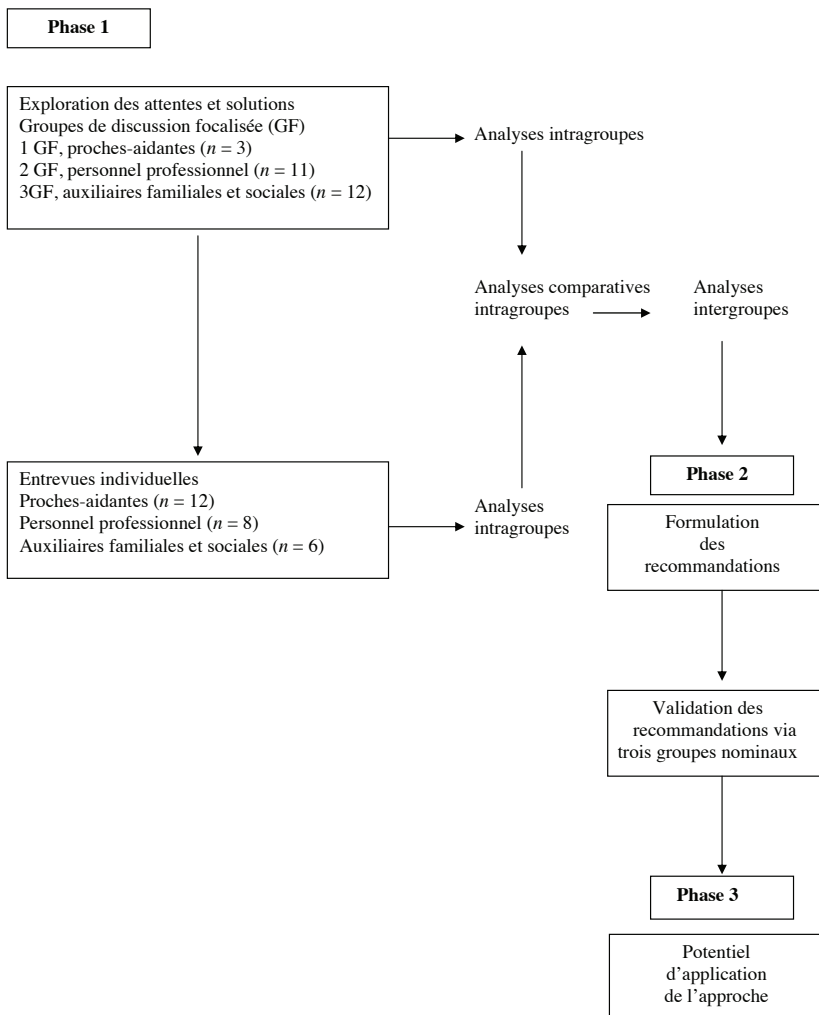 Phase 1
Exploration des attentes et solutions
Groupes de discussion focalisée (GF)
1 GF, proches-aidantes (n = 3)
2 GF, personnel professionnel (n = 11)
3GF, auxiliaires familiales et sociales (n = 12)
Analyses intragroupes
Analyses comparatives
intragroupes
Analyses
intergroupes
Entrevues individuelles
Proches-aidantes (n = 12)
Personnel professionnel (n = 8)
Auxiliaires familiales et sociales (n = 6)
Analyses
intragroupes
Phase 2
Formulation
des
recommandations
Validation des
recommandations via
trois groupes nominaux
Phase 3
Potentiel
d’application
de l’approche